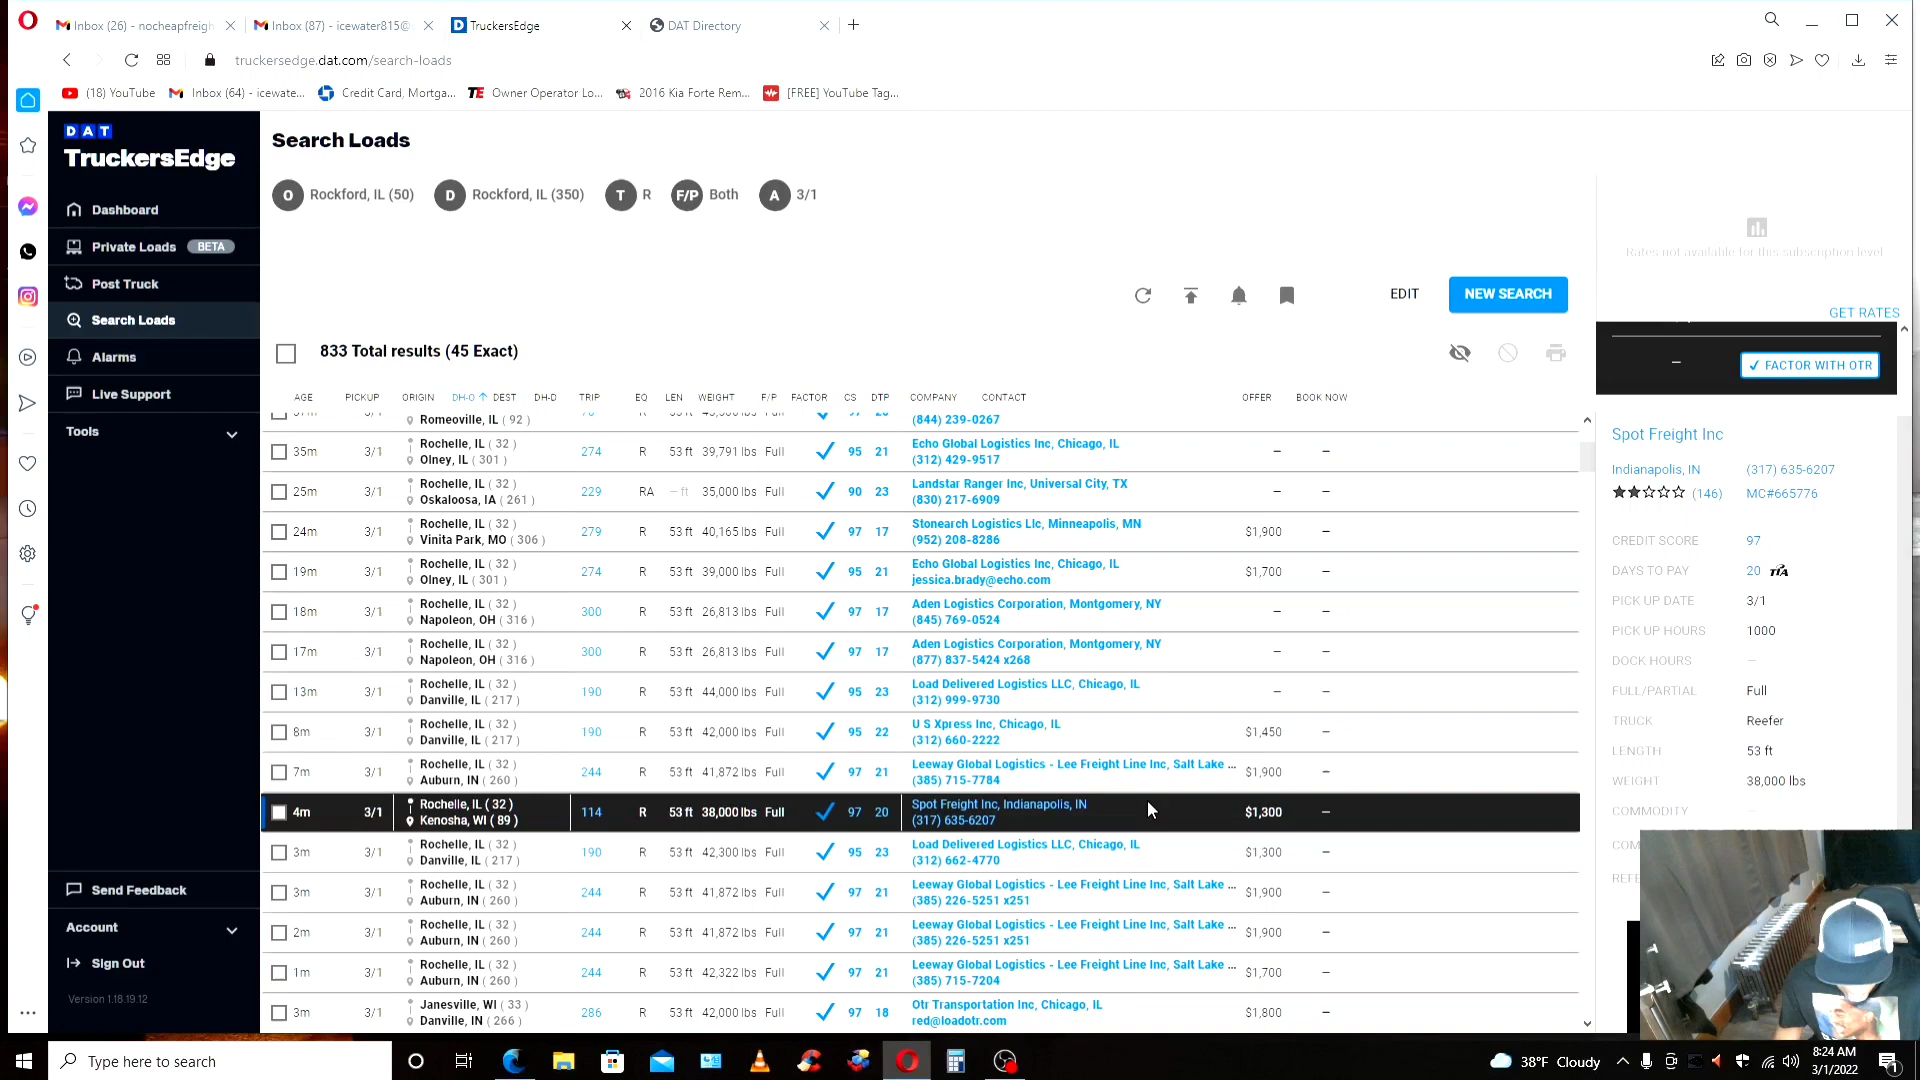 Inbox (26) - nocheapfreigh
Inbox (87) - icewater815@
TruckersEdge
DAT Directory
truckersedge.dat.com/search-loads
(18) YouTube
Inbox (64) - icewate...
Credit Card, Mortga...
TE Owner Operator Lo...
2016 Kia Forte Rem...
[FREE] YouTube Tag...
DAT
TruckersEdge
Dashboard
Private Loads BETA
Post Truck
Search Loads
Alarms
Live Support
Tools
Send Feedback
Account
Sign Out
Version 1.18.19.12
Search Loads
O Rockford, IL (50) D Rockford, IL (350) T R F/P Both A 3/1
EDIT
NEW SEARCH
833 Total results (45 Exact)
AGE PICKUP ORIGIN DH-O DEST DH-D TRIP EQ LEN WEIGHT F/P FACTOR CS DTP COMPANY CONTACT OFFER BOOK NOW
Romeoville, IL ( 92 ) (844) 239-0267
35m 3/1 Rochelle, IL ( 32 ) 274 R 53 ft 39,791 lbs Full 95 21 Echo Global Logistics Inc, Chicago, IL – –
Olney, IL ( 301 ) (312) 429-9517
25m 3/1 Rochelle, IL ( 32 ) 229 RA – ft 35,000 lbs Full 90 23 Landstar Ranger Inc, Universal City, TX – –
Oskaloosa, IA ( 261 ) (830) 217-6909
24m 3/1 Rochelle, IL ( 32 ) 279 R 53 ft 40,165 lbs Full 97 17 Stonearch Logistics Llc, Minneapolis, MN $1,900 –
Vinita Park, MO ( 306 ) (952) 208-8286
19m 3/1 Rochelle, IL ( 32 ) 274 R 53 ft 39,000 lbs Full 95 21 Echo Global Logistics Inc, Chicago, IL $1,700 –
Olney, IL ( 301 ) jessica.brady@echo.com
18m 3/1 Rochelle, IL ( 32 ) 300 R 53 ft 26,813 lbs Full 97 17 Aden Logistics Corporation, Montgomery, NY – –
Napoleon, OH ( 316 ) (845) 769-0524
17m 3/1 Rochelle, IL ( 32 ) 300 R 53 ft 26,813 lbs Full 97 17 Aden Logistics Corporation, Montgomery, NY – –
Napoleon, OH ( 316 ) (877) 837-5424 x268
13m 3/1 Rochelle, IL ( 32 ) 190 R 53 ft 44,000 lbs Full 95 23 Load Delivered Logistics LLC, Chicago, IL – –
Danville, IL ( 217 ) (312) 999-9730
8m 3/1 Rochelle, IL ( 32 ) 190 R 53 ft 42,000 lbs Full 95 22 U S Xpress Inc, Chicago, IL $1,450 –
Danville, IL ( 217 ) (312) 660-2222
7m 3/1 Rochelle, IL ( 32 ) 244 R 53 ft 41,872 lbs Full 97 21 Leeway Global Logistics - Lee Freight Line Inc, Salt Lake ... $1,900 –
Auburn, IN ( 260 ) (385) 715-7784
4m 3/1 Rochelle, IL ( 32 ) 114 R 53 ft 38,000 lbs Full 97 20 Spot Freight Inc, Indianapolis, IN $1,300 –
Kenosha, WI ( 89 ) (317) 635-6207
3m 3/1 Rochelle, IL ( 32 ) 190 R 53 ft 42,300 lbs Full 95 23 Load Delivered Logistics LLC, Chicago, IL $1,300 –
Danville, IL ( 217 ) (312) 662-4770
3m 3/1 Rochelle, IL ( 32 ) 244 R 53 ft 41,872 lbs Full 97 21 Leeway Global Logistics - Lee Freight Line Inc, Salt Lake ... $1,900 –
Auburn, IN ( 260 ) (385) 226-5251 x251
2m 3/1 Rochelle, IL ( 32 ) 244 R 53 ft 41,872 lbs Full 97 21 Leeway Global Logistics - Lee Freight Line Inc, Salt Lake ... $1,900 –
Auburn, IN ( 260 ) (385) 226-5251 x251
1m 3/1 Rochelle, IL ( 32 ) 244 R 53 ft 42,322 lbs Full 97 21 Leeway Global Logistics - Lee Freight Line Inc, Salt Lake ... $1,700 –
Auburn, IN ( 260 ) (385) 715-7204
3m 3/1 Janesville, WI ( 33 ) 286 R 53 ft 42,000 lbs Full 97 18 Otr Transportation Inc, Chicago, IL $1,800 –
Danville, IN ( 266 ) red@loadotr.com
Rates not available for this subscription level
GET RATES
– FACTOR WITH OTR
Spot Freight Inc
Indianapolis, IN (317) 635-6207
(146) MC#665776
CREDIT SCORE 97
DAYS TO PAY 20 TIA
PICK UP DATE 3/1
PICK UP HOURS 1000
DOCK HOURS –
FULL/PARTIAL Full
TRUCK Reefer
LENGTH 53 ft
WEIGHT 38,000 lbs
COMMODITY –
COM
REFE
Type here to search
38°F Cloudy
8:24 AM
3/1/2022
1